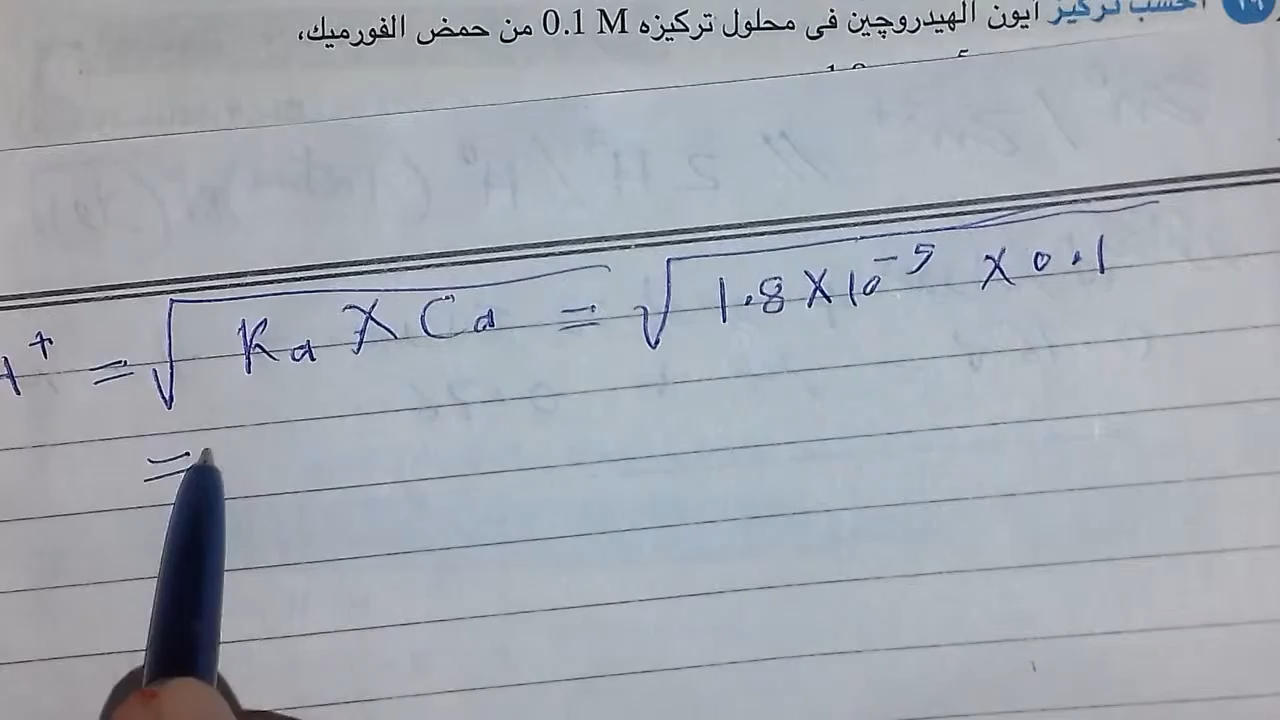 ١٦ احسب تركيز أيون الهيدروچين فى محلول تركيزه 0.1 M من حمض الفورميك،
H⁺ = √Ka X Ca = √1.8 X 10⁻⁵ X 0.1
=